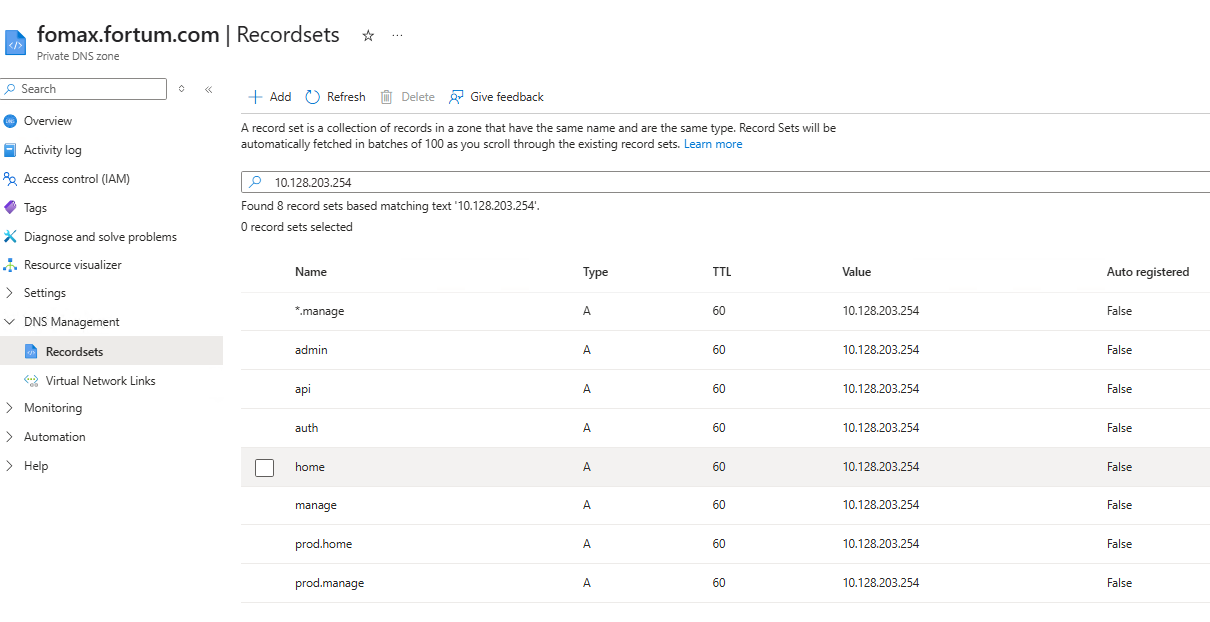 fomax.fortum.com | Recordsets ☆ ...
Private DNS zone
Search
Overview
Activity log
Access control (IAM)
Tags
Diagnose and solve problems
Resource visualizer
Settings
DNS Management
Recordsets
Virtual Network Links
Monitoring
Automation
Help
Add Refresh Delete Give feedback
A record set is a collection of records in a zone that have the same name and are the same type. Record Sets will be
automatically fetched in batches of 100 as you scroll through the existing record sets. Learn more
10.128.203.254
Found 8 record sets based matching text '10.128.203.254'.
0 record sets selected
Name Type TTL Value Auto registered
*.manage A 60 10.128.203.254 False
admin A 60 10.128.203.254 False
api A 60 10.128.203.254 False
auth A 60 10.128.203.254 False
home A 60 10.128.203.254 False
manage A 60 10.128.203.254 False
prod.home A 60 10.128.203.254 False
prod.manage A 60 10.128.203.254 False